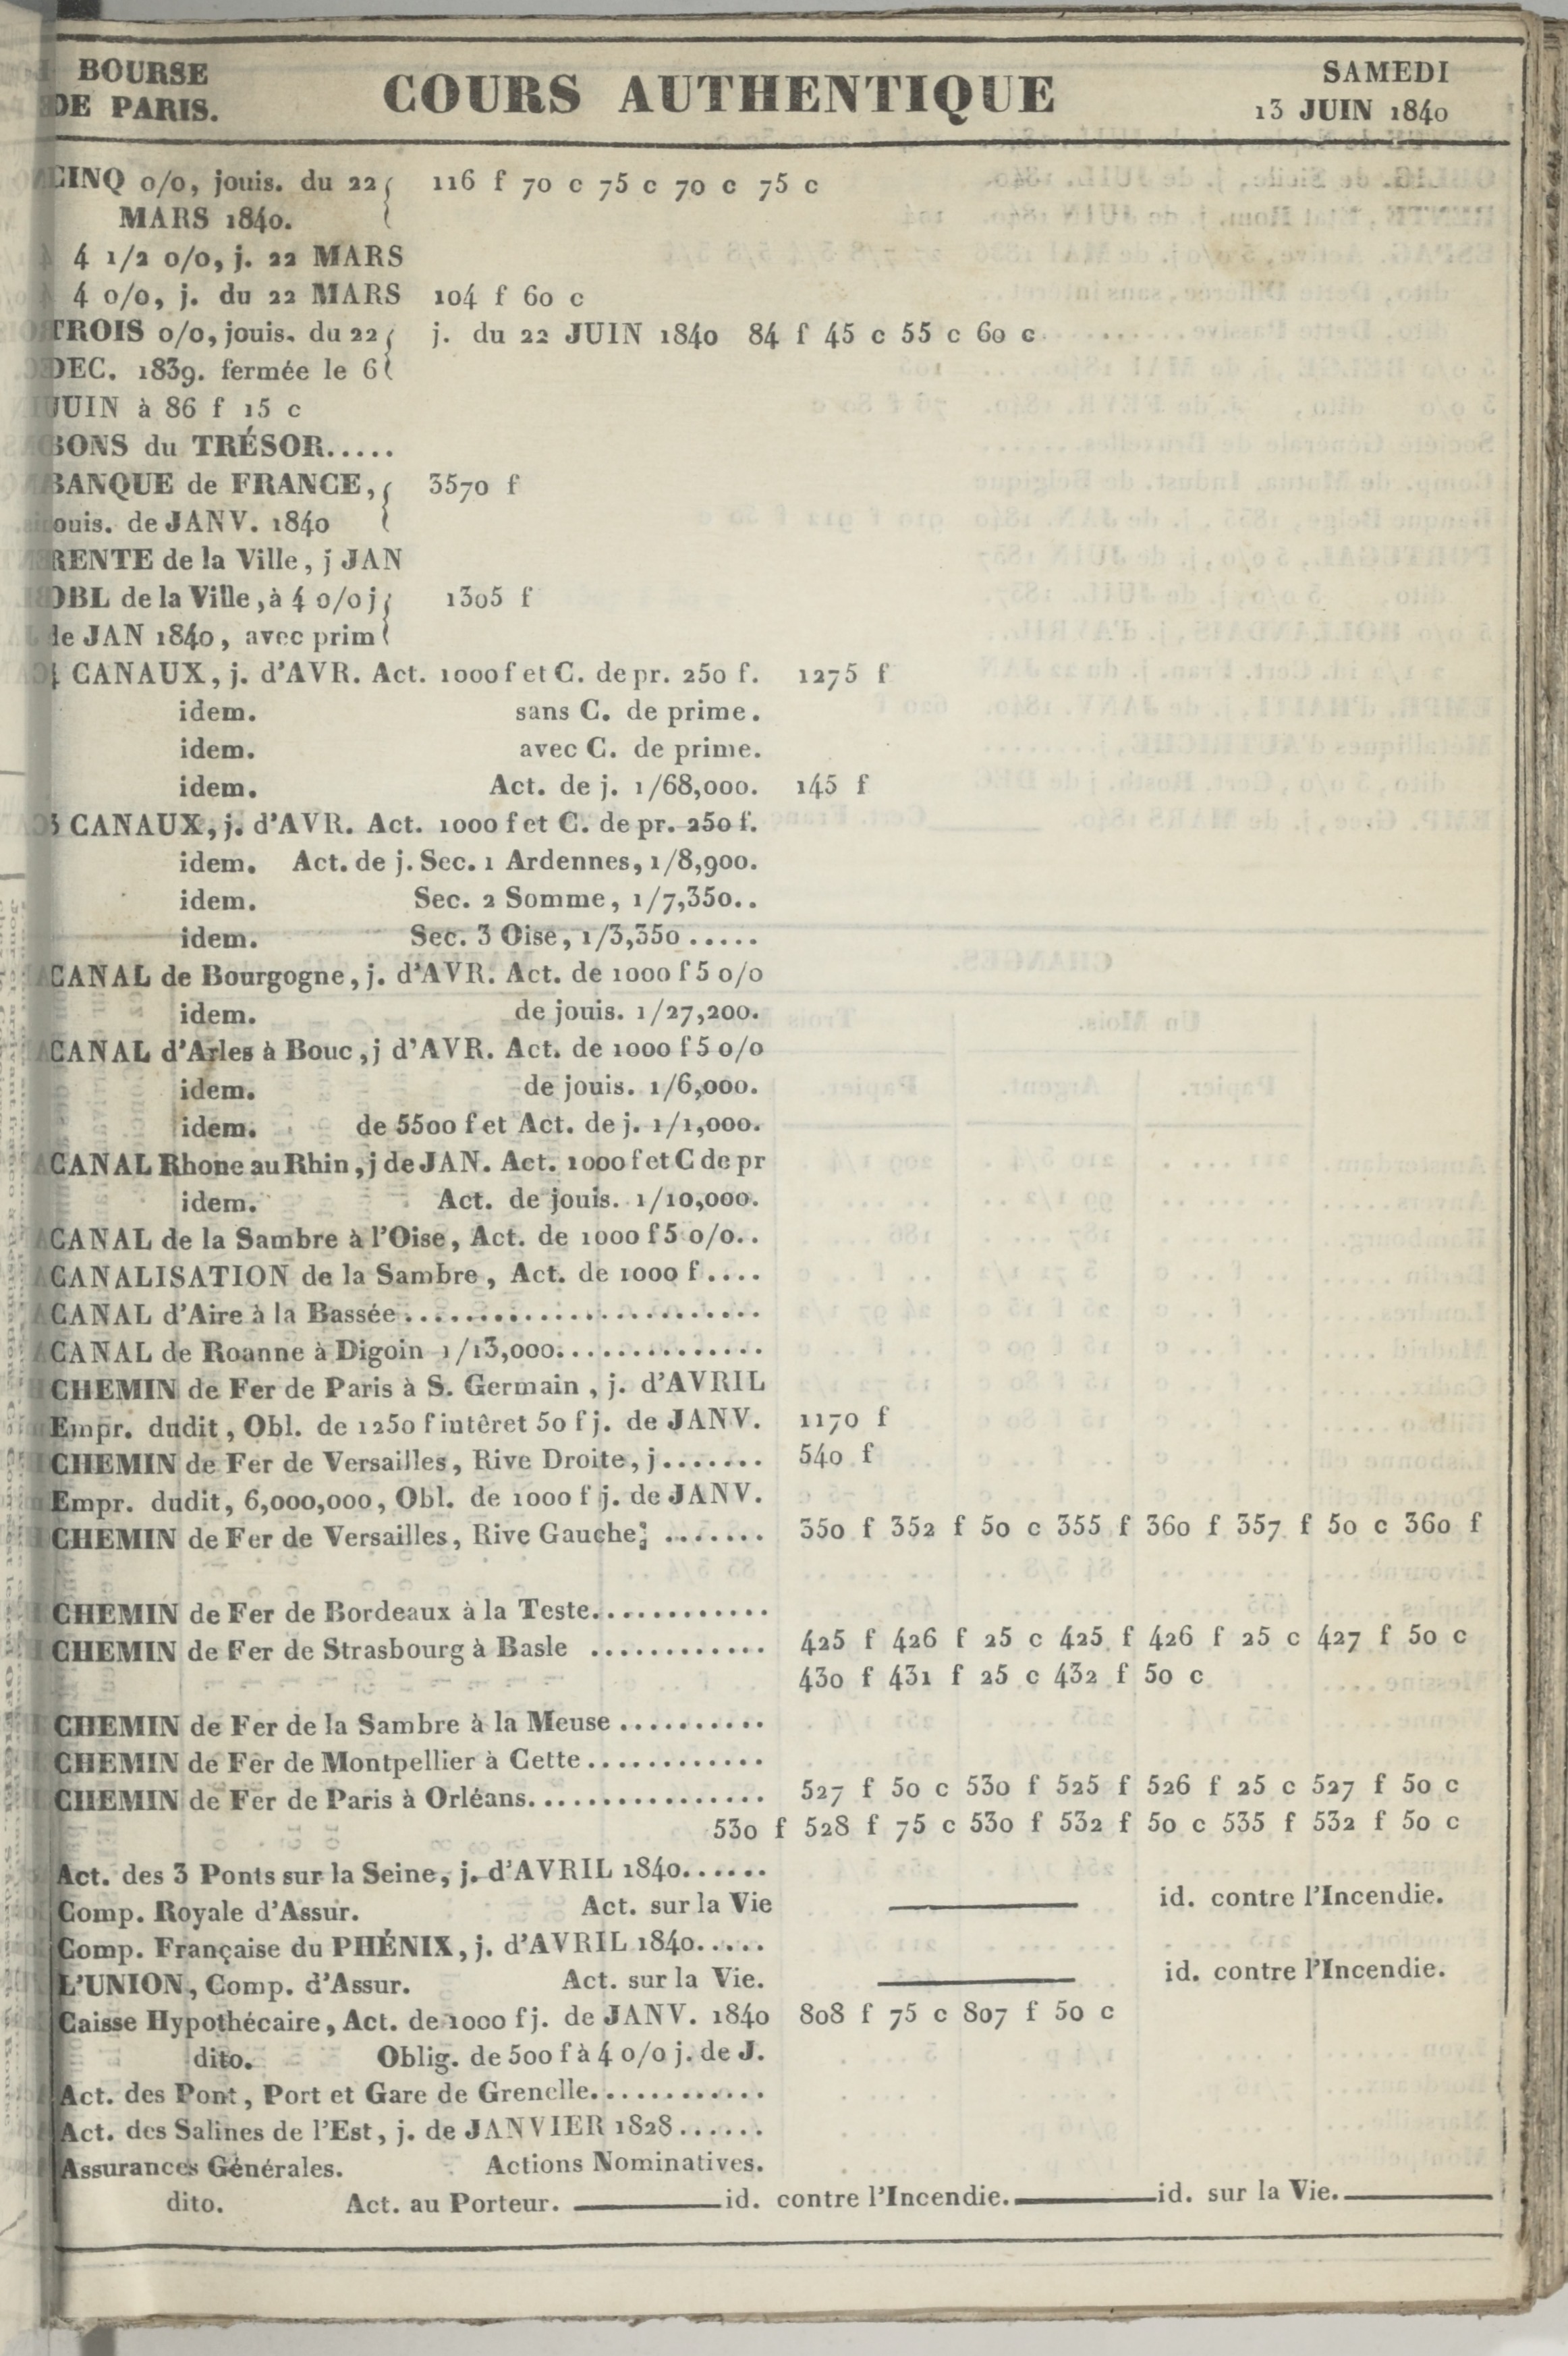 BOURSE
DE PARIS.
COURS AUTHENTIQUE
SAMEDI
13 JUIN 1840
CINQ o/o, jouis. du 22 116 f 70 c 75 c 70 c 75 c
MARS 1840.
4 1/2 o/o, j. 22 MARS
4 o/o, j. du 22 MARS 104 f 60 c
TROIS o/o, jouis. du 22 j. du 22 JUIN 1840 84 f 45 c 55 c 60 c
DEC. 1839. fermée le 6
JUIN à 86 f 15 c
BONS du TRÉSOR.....
BANQUE de FRANCE, 3570 f
jouis. de JANV. 1840
RENTE de la Ville, j JAN
OBL de la Ville, à 4 o/o j 1305 f
de JAN 1840, avec prim
4 CANAUX, j. d'AVR. Act. 1000 f et C. de pr. 250 f. 1275 f
idem. sans C. de prime.
idem. avec C. de prime.
idem. Act. de j. 1/68,000. 145 f
3 CANAUX, j. d'AVR. Act. 1000 f et C. de pr. 250 f.
idem. Act. de j. Sec. 1 Ardennes, 1/8,900.
idem. Sec. 2 Somme, 1/7,350..
idem. Sec. 3 Oise, 1/3,350.....
CANAL de Bourgogne, j. d'AVR. Act. de 1000 f 5 o/o
idem. de jouis. 1/27,200.
CANAL d'Arles à Bouc, j d'AVR. Act. de 1000 f 5 o/o
idem. de jouis. 1/6,000.
idem. de 5500 f et Act. de j. 1/1,000.
CANAL Rhone au Rhin, j de JAN. Act. 1000 f et C de pr
idem. Act. de jouis. 1/10,000.
CANAL de la Sambre à l'Oise, Act. de 1000 f 5 o/o..
CANALISATION de la Sambre, Act. de 1000 f....
CANAL d'Aire à la Bassée........................
CANAL de Roanne à Digoin 1/13,000..............
CHEMIN de Fer de Paris à S. Germain, j. d'AVRIL
Empr. dudit, Obl. de 1250 f intêret 50 f j. de JANV. 1170 f
CHEMIN de Fer de Versailles, Rive Droite, j....... 540 f
Empr. dudit, 6,000,000, Obl. de 1000 f j. de JANV.
CHEMIN de Fer de Versailles, Rive Gauche; ....... 350 f 352 f 50 c 355 f 360 f 357 f 50 c 360 f
CHEMIN de Fer de Bordeaux à la Teste............
CHEMIN de Fer de Strasbourg à Basle ............ 425 f 426 f 25 c 425 f 426 f 25 c 427 f 50 c
430 f 431 f 25 c 432 f 50 c
CHEMIN de Fer de la Sambre à la Meuse..........
CHEMIN de Fer de Montpellier à Cette............
CHEMIN de Fer de Paris à Orléans................ 527 f 50 c 530 f 525 f 526 f 25 c 527 f 50 c
530 f 528 f 75 c 530 f 532 f 50 c 535 f 532 f 50 c
Act. des 3 Ponts sur la Seine, j. d'AVRIL 1840......
Comp. Royale d'Assur. Act. sur la Vie id. contre l'Incendie.
Comp. Française du PHÉNIX, j. d'AVRIL 1840.....
L'UNION, Comp. d'Assur. Act. sur la Vie. id. contre l'Incendie.
Caisse Hypothécaire, Act. de 1000 f j. de JANV. 1840 808 f 75 c 807 f 50 c
dito. Oblig. de 500 f à 4 o/o j. de J.
Act. des Pont, Port et Gare de Grenelle............
Act. des Salines de l'Est, j. de JANVIER 1828......
Assurances Générales. Actions Nominatives.
dito. Act. au Porteur. id. contre l'Incendie. id. sur la Vie.